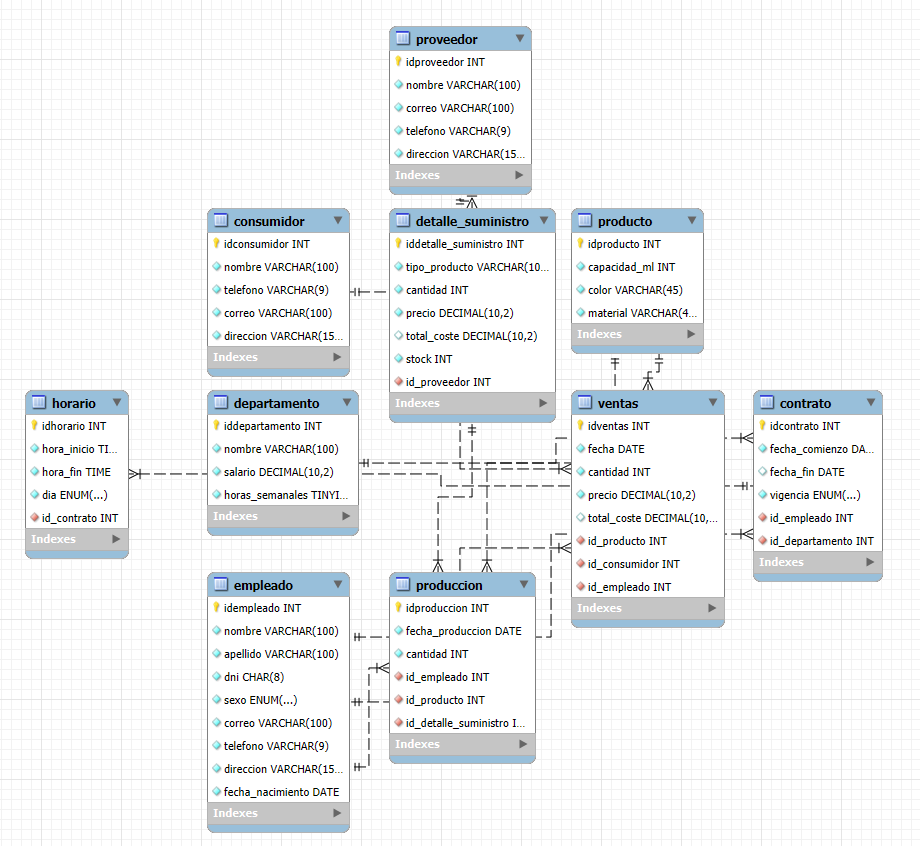 proveedor
idproveedor INT
nombre VARCHAR(100)
correo VARCHAR(100)
telefono VARCHAR(9)
direccion VARCHAR(15...
Indexes
consumidor
idconsumidor INT
nombre VARCHAR(100)
telefono VARCHAR(9)
correo VARCHAR(100)
direccion VARCHAR(15...
Indexes
detalle_suministro
iddetalle_suministro INT
tipo_producto VARCHAR(10...
cantidad INT
precio DECIMAL(10,2)
total_coste DECIMAL(10,2)
stock INT
id_proveedor INT
Indexes
producto
idproducto INT
capacidad_ml INT
color VARCHAR(45)
material VARCHAR(4...
Indexes
horario
idhorario INT
hora_inicio TI...
hora_fin TIME
dia ENUM(...)
id_contrato INT
Indexes
departamento
iddepartamento INT
nombre VARCHAR(100)
salario DECIMAL(10,2)
horas_semanales TINYI...
Indexes
ventas
idventas INT
fecha DATE
cantidad INT
precio DECIMAL(10,2)
total_coste DECIMAL(10,...
id_producto INT
id_consumidor INT
id_empleado INT
Indexes
contrato
idcontrato INT
fecha_comienzo DA...
fecha_fin DATE
vigencia ENUM(...)
id_empleado INT
id_departamento INT
Indexes
empleado
idempleado INT
nombre VARCHAR(100)
apellido VARCHAR(100)
dni CHAR(8)
sexo ENUM(...)
correo VARCHAR(100)
telefono VARCHAR(9)
direccion VARCHAR(15...
fecha_nacimiento DATE
Indexes
produccion
idproduccion INT
fecha_produccion DATE
cantidad INT
id_empleado INT
id_producto INT
id_detalle_suministro I...
Indexes